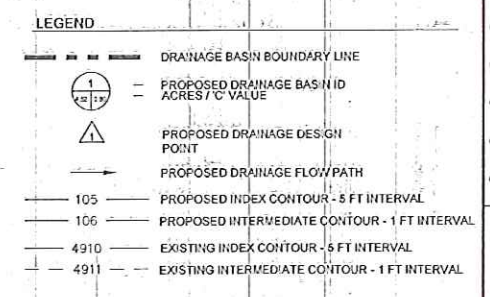 LEGEND
DRAINAGE BASIN BOUNDARY LINE
1
PROPOSED DRAINAGE BASIN ID
ACRES / 'C' VALUE
1
PROPOSED DRAINAGE DESIGN
POINT
PROPOSED DRAINAGE FLOW PATH
105 PROPOSED INDEX CONTOUR - 5 FT INTERVAL
106 PROPOSED INTERMEDIATE CONTOUR - 1 FT INTERVAL
4910 EXISTING INDEX CONTOUR - 5 FT INTERVAL
4911 EXISTING INTERMEDIATE CONTOUR - 1 FT INTERVAL